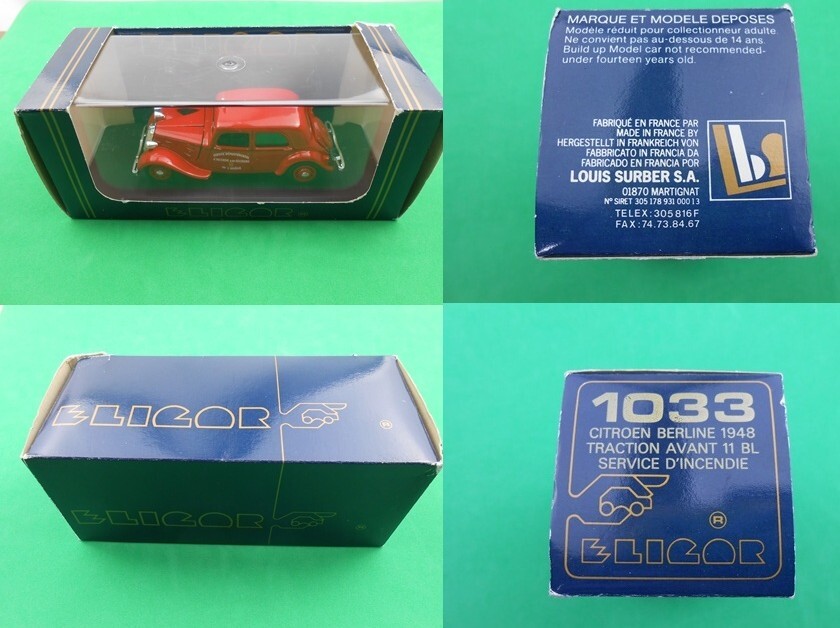 ELIGOR ®
MARQUE ET MODELE DEPOSES
Modèle réduit pour collectionneur adulte
Ne convient pas au-dessous de 14 ans.
Build up Model car not recommended-
under fourteen years old.
FABRIQUÉ EN FRANCE PAR
MADE IN FRANCE BY
HERGESTELLT IN FRANKREICH VON
FABBRICATO IN FRANCIA DA
FABRICADO EN FRANCIA POR
LOUIS SURBER S.A.
01870 MARTIGNAT
N° SIRET 305 178 931 000 13
TELEX : 305 816 F
FAX : 74.73.84.67
ELIGOR ®
ELIGOR
1033
CITROEN BERLINE 1948
TRACTION AVANT 11 BL
SERVICE D'INCENDIE
®
ELIGOR